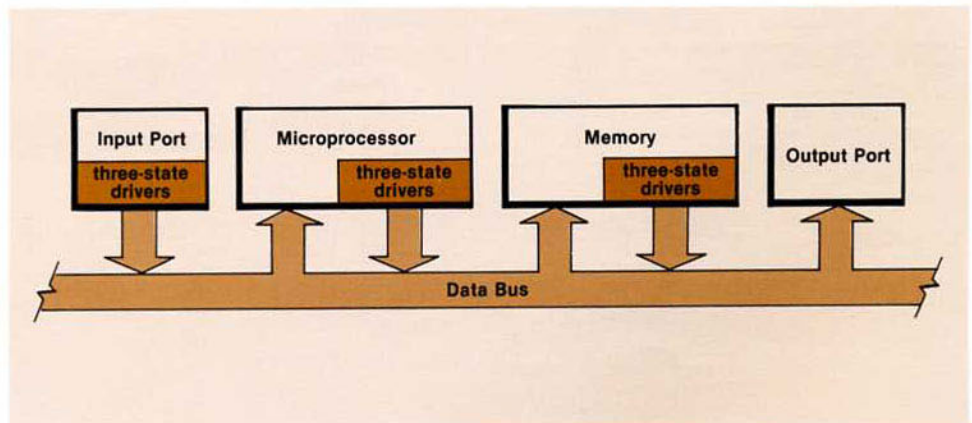 Input Port
three-state
drivers
Microprocessor
three-state
drivers
Memory
three-state
drivers
Output Port
Data Bus